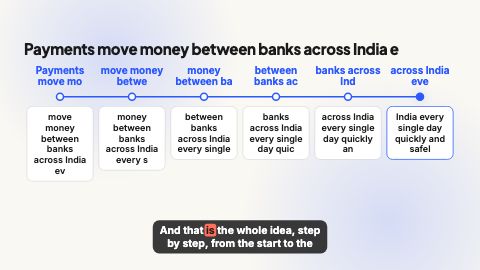 Payments move money between banks across India e
Payments
move mo
move money
betwe
money
between ba
between
banks ac
banks across
Ind
across India
eve
move
money
between
banks
across India
ev
money
between
banks
across India
every s
between
banks
across India
every single
banks
across India
every single
day quic
across India
every single
day quickly
an
India every
single day
quickly and
safel
And that is the whole idea, step
by step, from the start to the